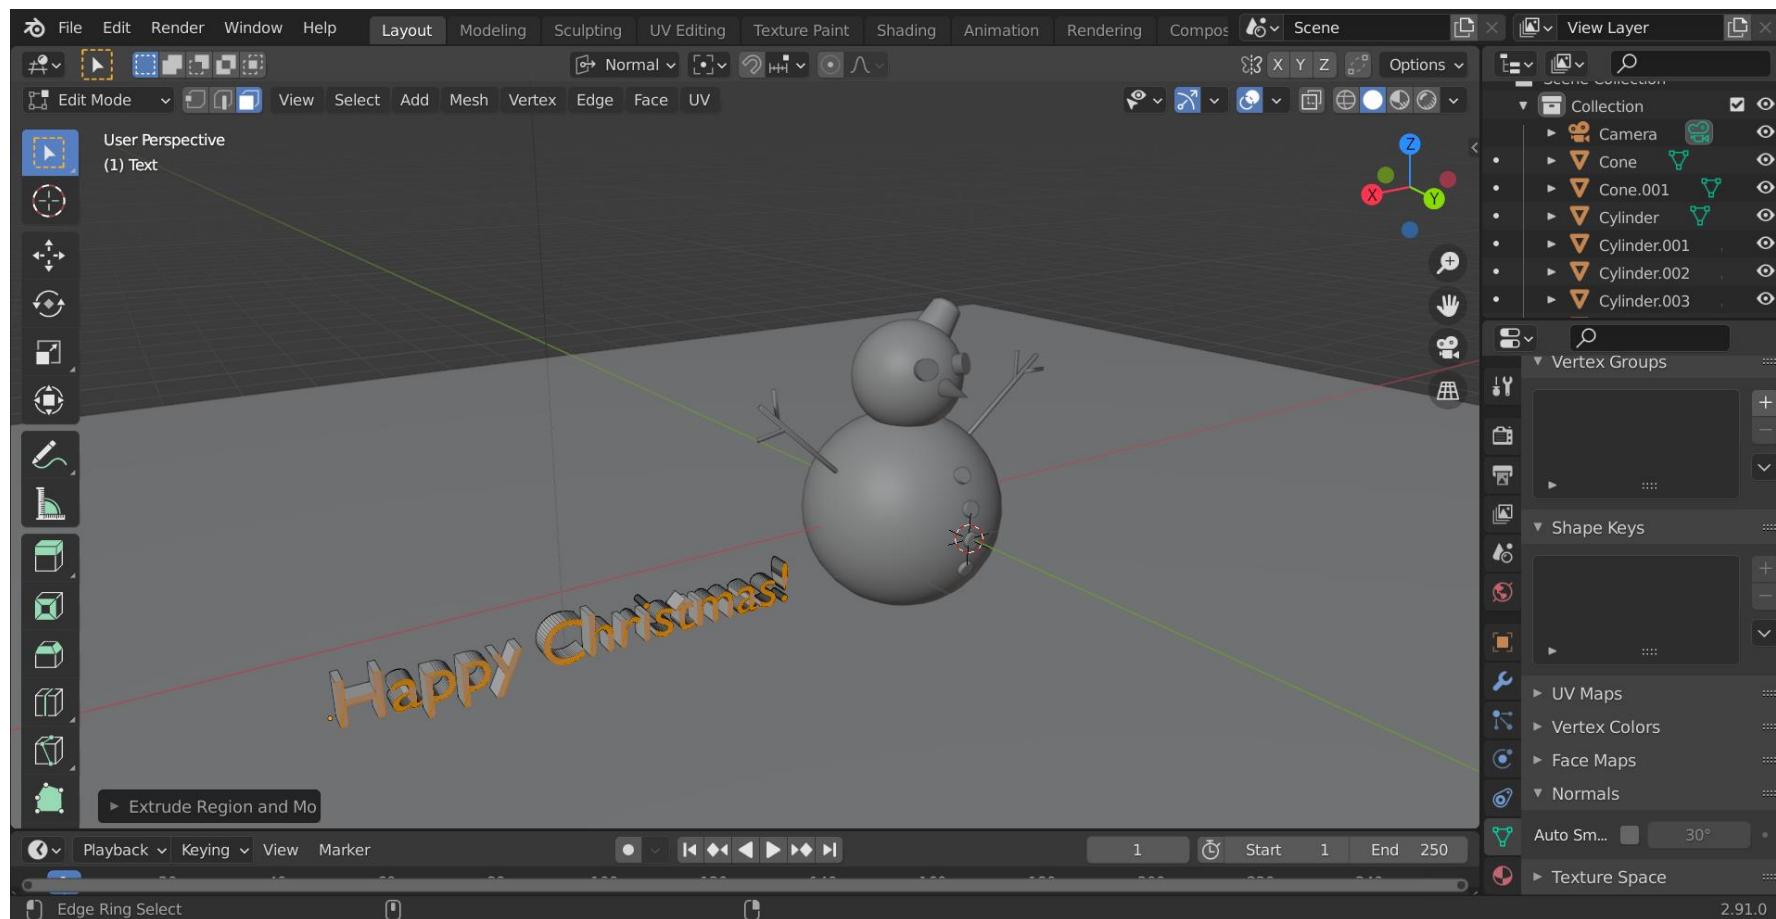 File Edit Render Window Help Layout Modeling Sculpting UV Editing Texture Paint Shading Animation Rendering Compos Scene View Layer
Normal X Y Z Options
Edit Mode View Select Add Mesh Vertex Edge Face UV
User Perspective
(1) Text
Z
X
Y
Happy Christmas!
Extrude Region and Mo
Scene Collection
Collection
Camera
Cone
Cone.001
Cylinder
Cylinder.001
Cylinder.002
Cylinder.003
Vertex Groups
Shape Keys
UV Maps
Vertex Colors
Face Maps
Normals
Auto Sm... 30°
Texture Space
Playback Keying View Marker 1 Start 1 End 250
Edge Ring Select 2.91.0